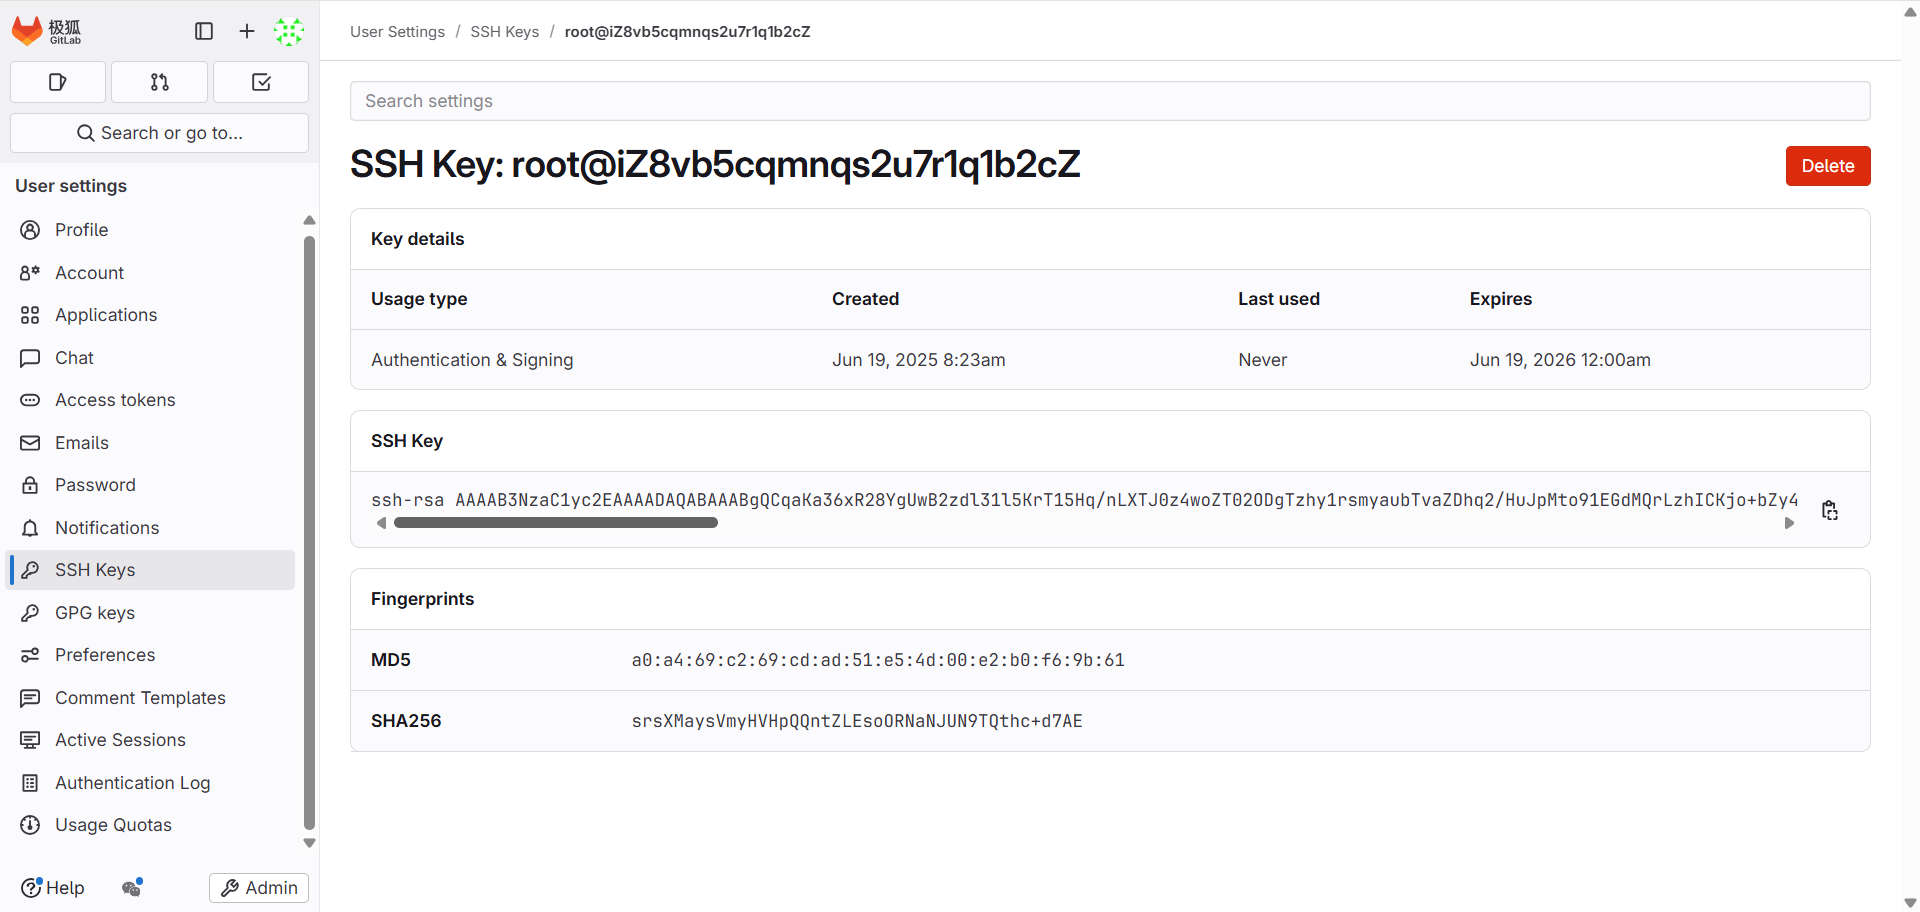 极狐
GitLab
Search or go to...
User settings
Profile
Account
Applications
Chat
Access tokens
Emails
Password
Notifications
SSH Keys
GPG keys
Preferences
Comment Templates
Active Sessions
Authentication Log
Usage Quotas
Help
Admin
User Settings / SSH Keys / root@iZ8vb5cqmnqs2u7r1q1b2cZ
Search settings
SSH Key: root@iZ8vb5cqmnqs2u7r1q1b2cZ
Delete
Key details
Usage type Created Last used Expires
Authentication & Signing Jun 19, 2025 8:23am Never Jun 19, 2026 12:00am
SSH Key
ssh-rsa AAAAB3NzaC1yc2EAAAADAQABAAABgQCqaKa36xR28YgUwB2zdl31l5KrT15Hq/nLXTJ0z4woZT02ODgTzhy1rsmyaubTvaZDhq2/HuJpMto91EGdMQrLzhICKjo+bZy4
Fingerprints
MD5 a0:a4:69:c2:69:cd:ad:51:e5:4d:00:e2:b0:f6:9b:61
SHA256 srsXMaysVmyHVHpQQntZLEsoORNaNJUN9TQthc+d7AE